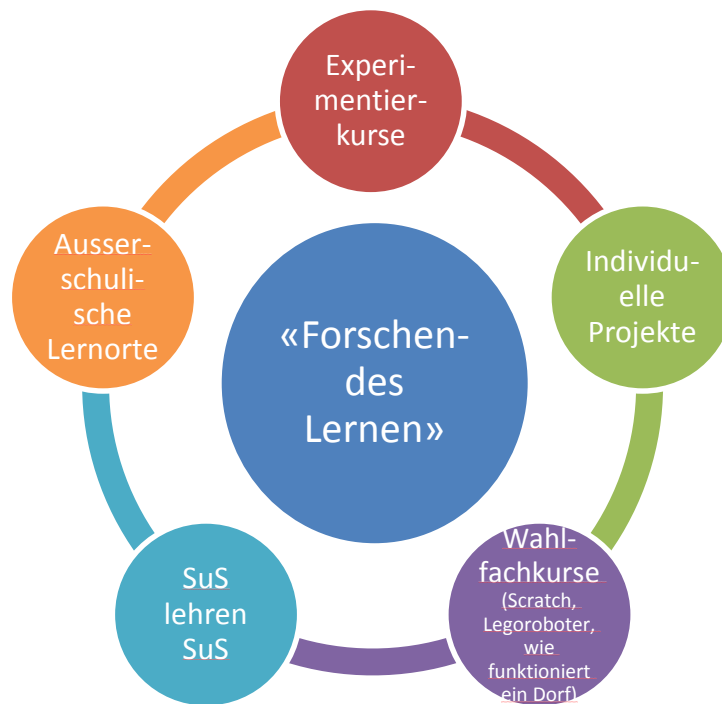 Experi-
mentier-
kurse
Individu-
elle
Projekte
Wahl-
fachkurse
(Scratch,
Legoroboter,
wie
funktioniert
ein Dorf)
SuS
lehren
SuS
Ausser-
schuli-
sche
Lernorte
«Forschen-
des
Lernen»